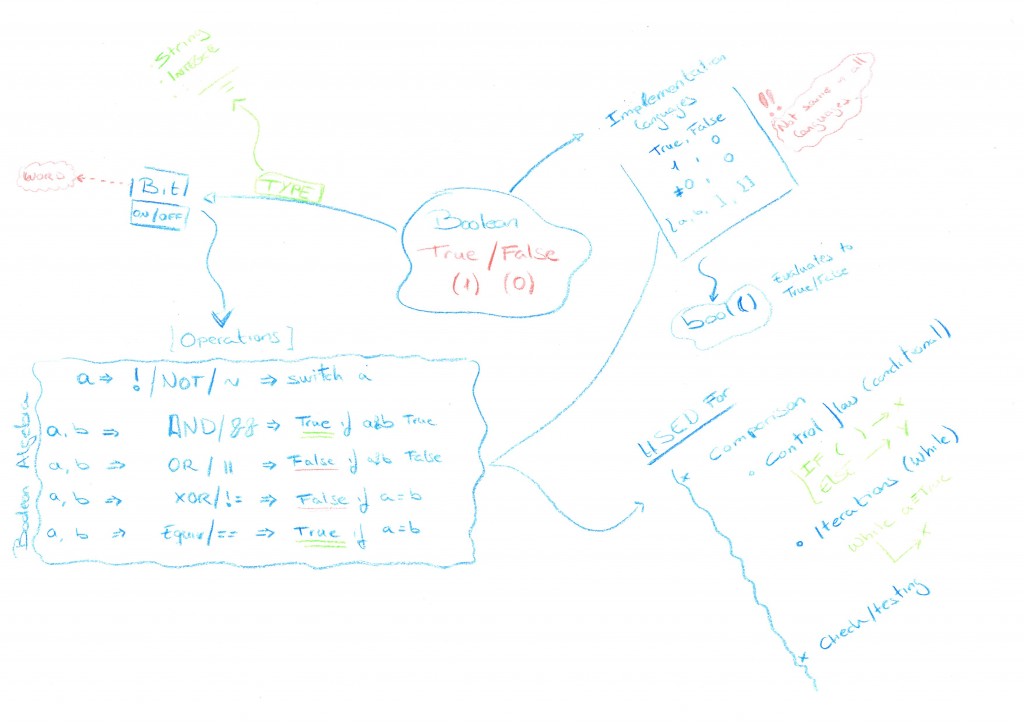 String
INTEGER
WORD
Bit
ON/OFF
TYPE
Boolean
True / False
(1) (0)
Implementation
Languages
True, False
1 , 0
≠0 , 0
[a,b, ], []
!!
Not same in all
languages
bool()
Evaluates to
True/False
[Operations]
Boolean Algebra
a ⇒ !/NOT/~ ⇒ switch a
a, b ⇒ AND/&& ⇒ True if a&b True
a, b ⇒ OR/|| ⇒ False if a&b False
a, b ⇒ XOR/!= ⇒ False if a=b
a, b ⇒ Equiv/== ⇒ True if a=b
USED For
x Comparison
• Control flow (conditional)
IF ( ) → X
ELSE → Y
• Iterations (while)
While a=True
→ X
x Check/testing